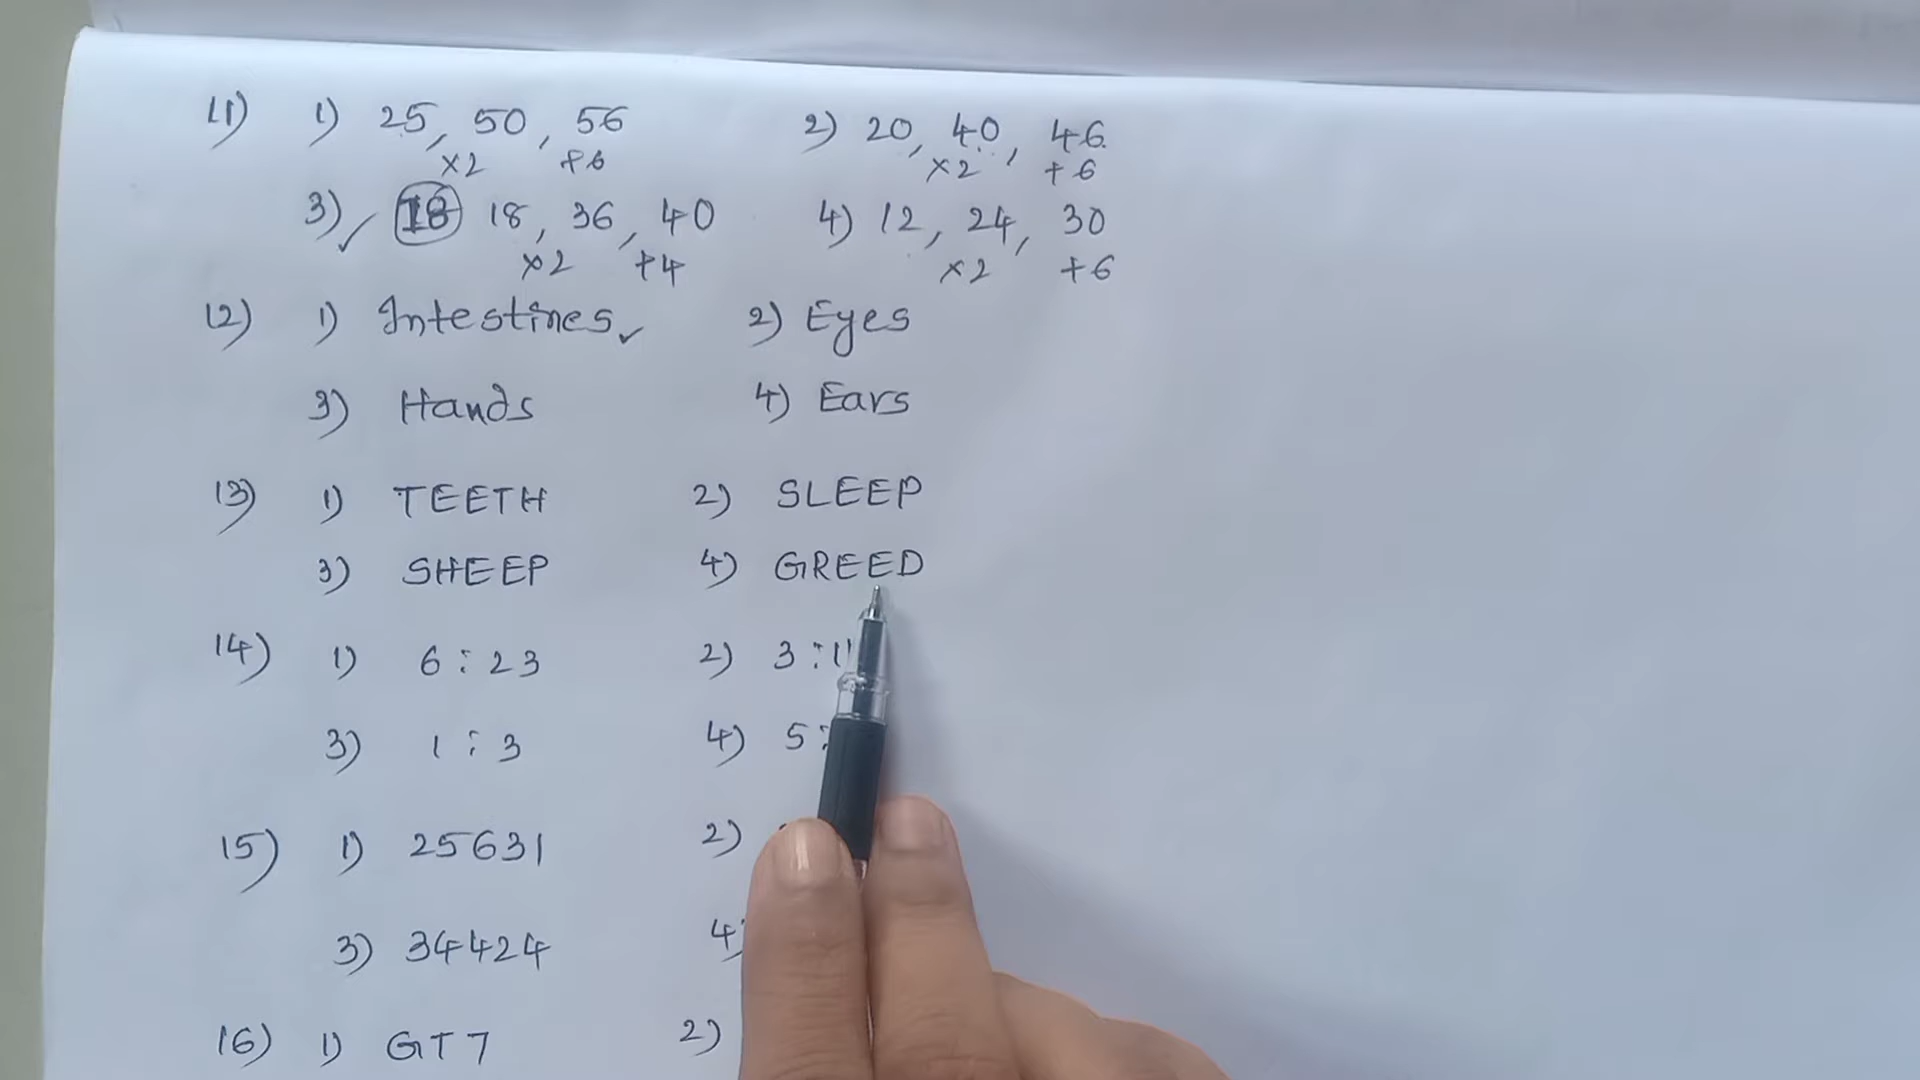 11) 1) 25, 50, 56 2) 20, 40, 46
×2 +6 ×2 +6
3) ✓ 18 18, 36, 40 4) 12, 24, 30
×2 +4 ×2 +6
12) 1) Intestines ✓ 2) Eyes
3) Hands 4) Ears
13) 1) TEETH 2) SLEEP
3) SHEEP 4) GREED
14) 1) 6 : 23 2) 3 :
3) 1 : 3 4) 5 :
15) 1) 25631 2)
3) 34424 4)
16) 1) GT7 2)